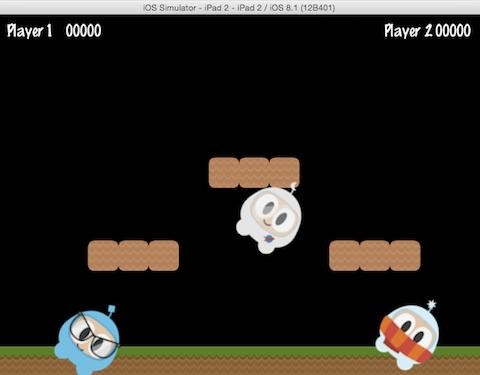 iOS Simulator - iPad 2 - iPad 2 / iOS 8.1 (12B401)
Player 1 00000
Player 2 00000